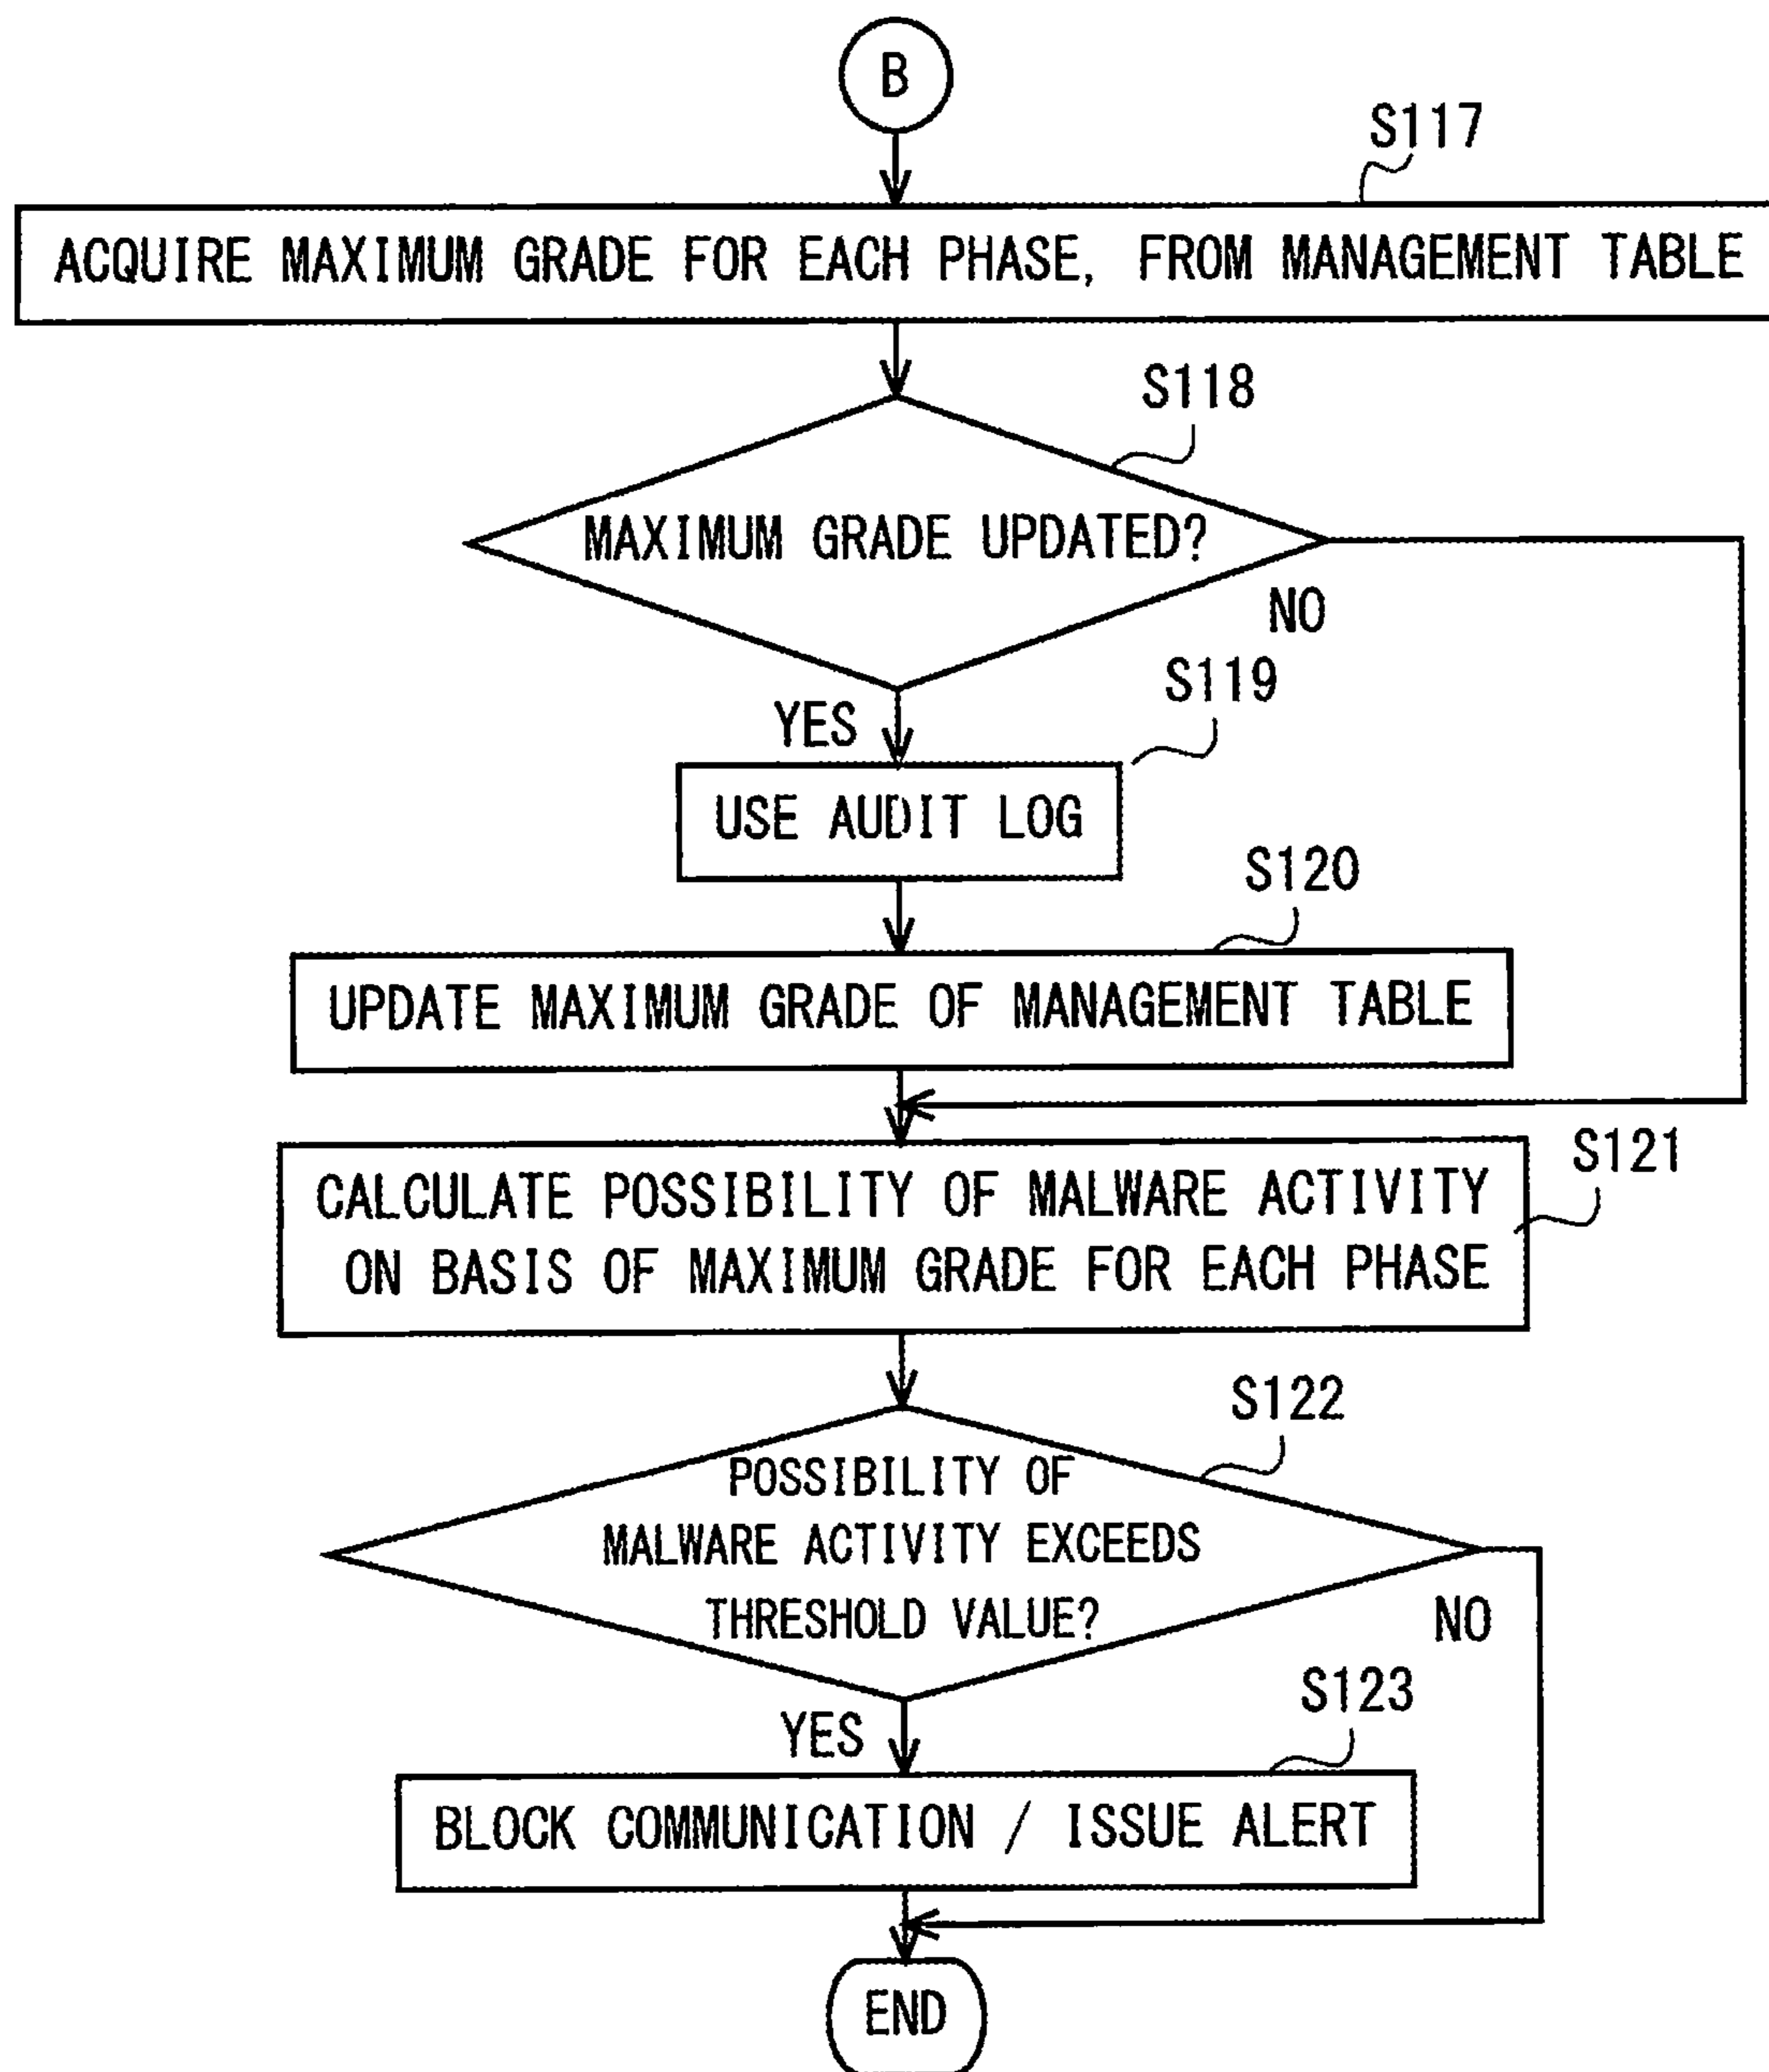 B
S117
ACQUIRE MAXIMUM GRADE FOR EACH PHASE, FROM MANAGEMENT TABLE
S118
MAXIMUM GRADE UPDATED?
NO
YES
S119
USE AUDIT LOG
S120
UPDATE MAXIMUM GRADE OF MANAGEMENT TABLE
S121
CALCULATE POSSIBILITY OF MALWARE ACTIVITY
ON BASIS OF MAXIMUM GRADE FOR EACH PHASE
S122
POSSIBILITY OF
MALWARE ACTIVITY EXCEEDS
THRESHOLD VALUE?
NO
YES
S123
BLOCK COMMUNICATION / ISSUE ALERT
END